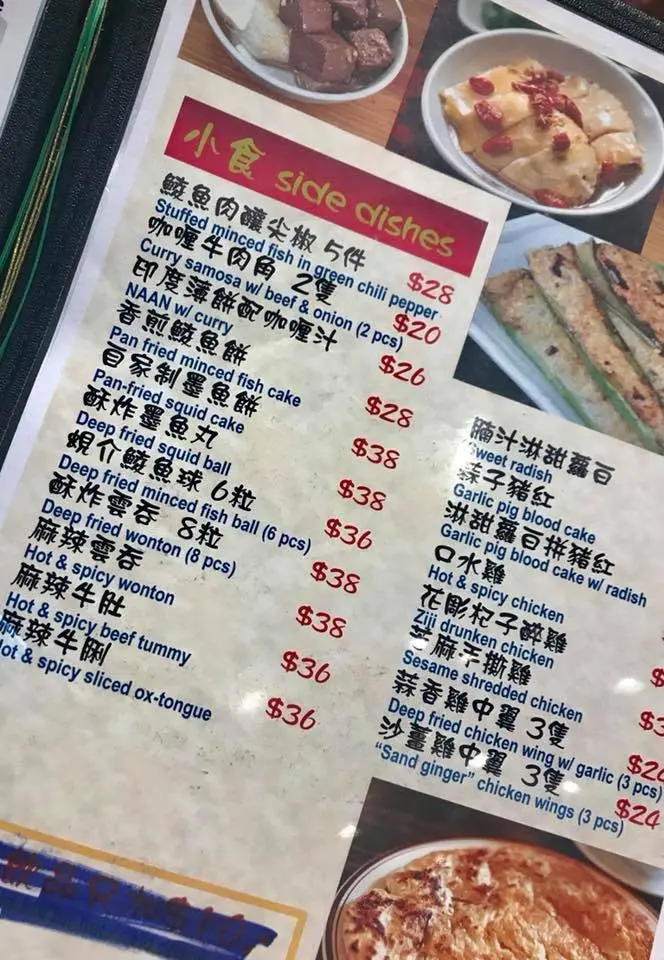 小食 side dishes
鯪魚肉釀尖椒 5件
Stuffed minced fish in green chili pepper $28
咖喱牛肉角 2隻
Curry samosa w/ beef & onion (2 pcs) $20
印度薄餅配咖喱汁
NAAN w/ curry $26
香煎鯪魚餅
Pan fried minced fish cake $28
自家制墨魚餅
Pan-fried squid cake $38
酥炸墨魚丸
Deep fried squid ball $38
蜆介鯪魚球 6粒
Deep fried minced fish ball (6 pcs) $36
酥炸雲吞 8粒
Deep fried wonton (8 pcs) $38
麻辣雲吞
Hot & spicy wonton $38
麻辣牛肚
Hot & spicy beef tummy $36
麻辣牛脷
Hot & spicy sliced ox-tongue $36
腩汁淋甜蘿白
Sweet radish
蒜子豬紅
Garlic pig blood cake
淋甜蘿白拼豬紅
Garlic pig blood cake w/ radish
口水雞
Hot & spicy chicken
花彫杞子醉雞
Ziji drunken chicken
芝麻手撕雞
Sesame shredded chicken
蒜香雞中翼 3隻
Deep fried chicken wing w/ garlic (3 pcs)
沙薑雞中翼 3隻
"Sand ginger" chicken wings (3 pcs) $24